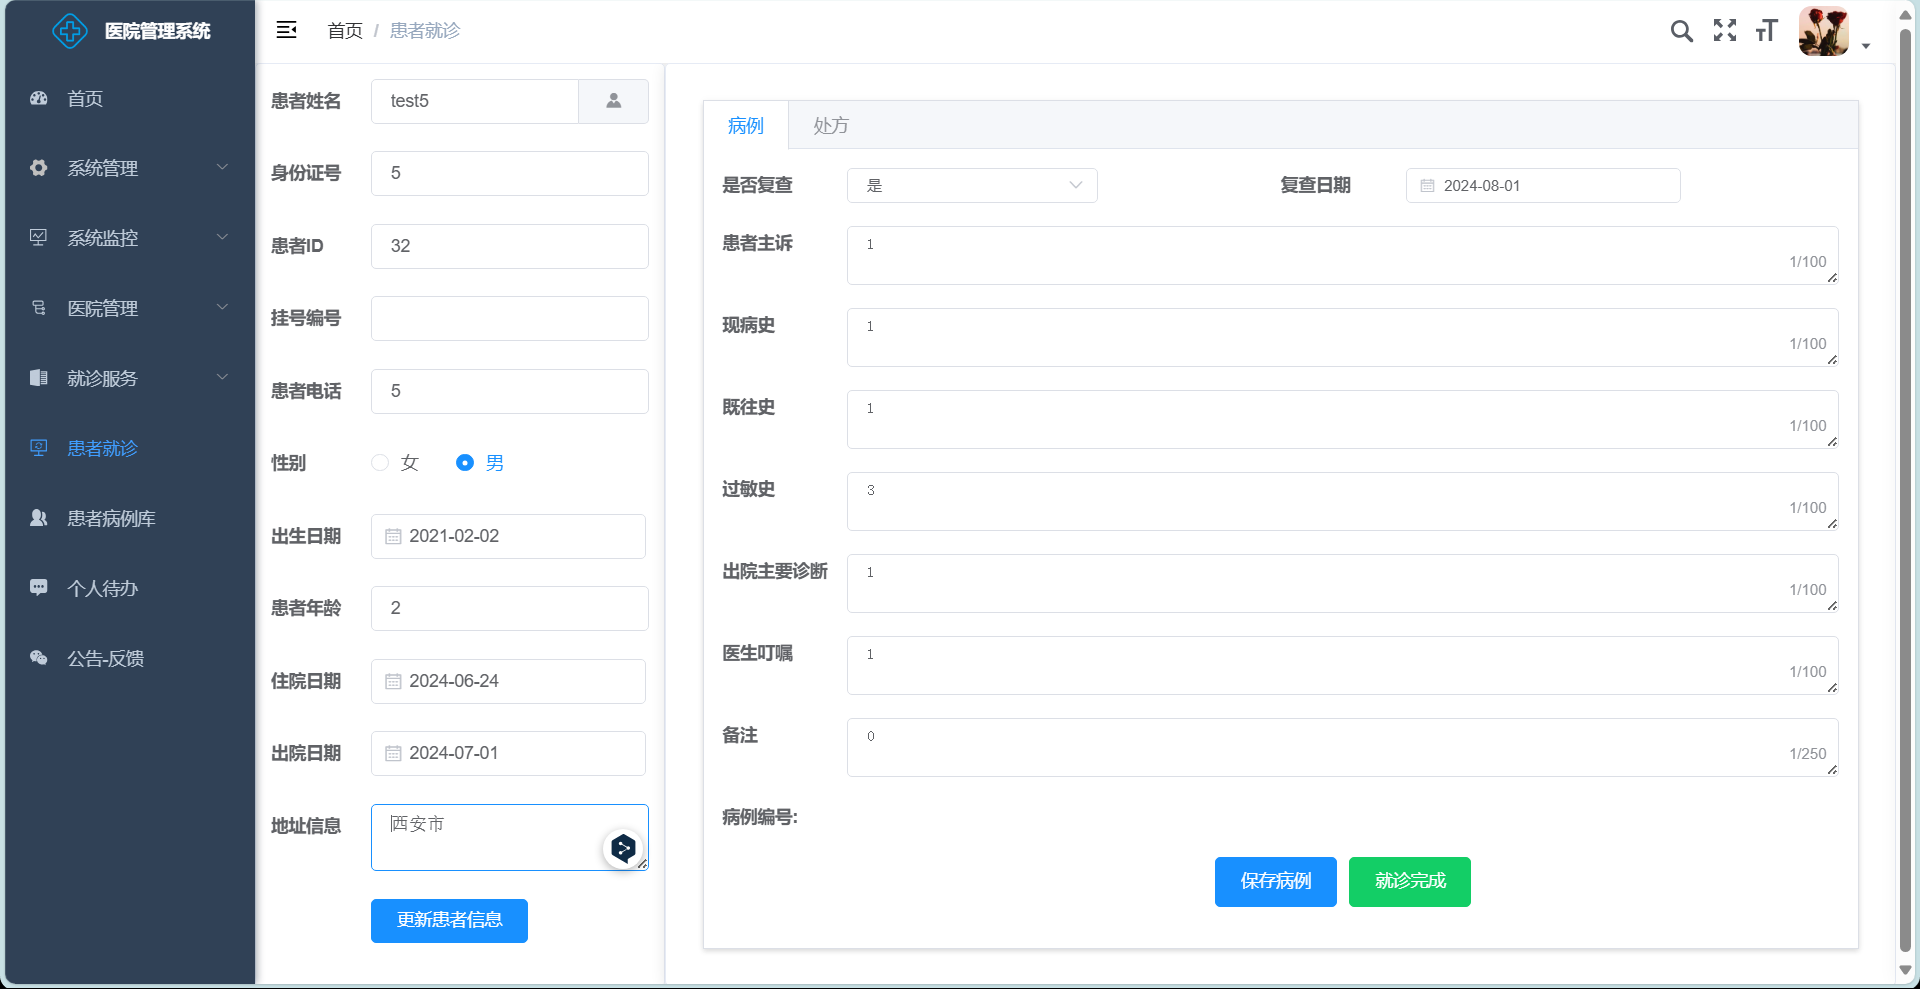 医院管理系统
首页
系统管理
系统监控
医院管理
就诊服务
患者就诊
患者病例库
个人待办
公告-反馈
首页 / 患者就诊
患者姓名 test5
身份证号 5
患者ID 32
挂号编号
患者电话 5
性别 女 男
出生日期 2021-02-02
患者年龄 2
住院日期 2024-06-24
出院日期 2024-07-01
地址信息 西安市
更新患者信息
病例 处方
是否复查 是 复查日期 2024-08-01
患者主诉 1
1/100
现病史 1
1/100
既往史 1
1/100
过敏史 3
1/100
出院主要诊断 1
1/100
医生叮嘱 1
1/100
备注 0
1/250
病例编号:
保存病例 就诊完成